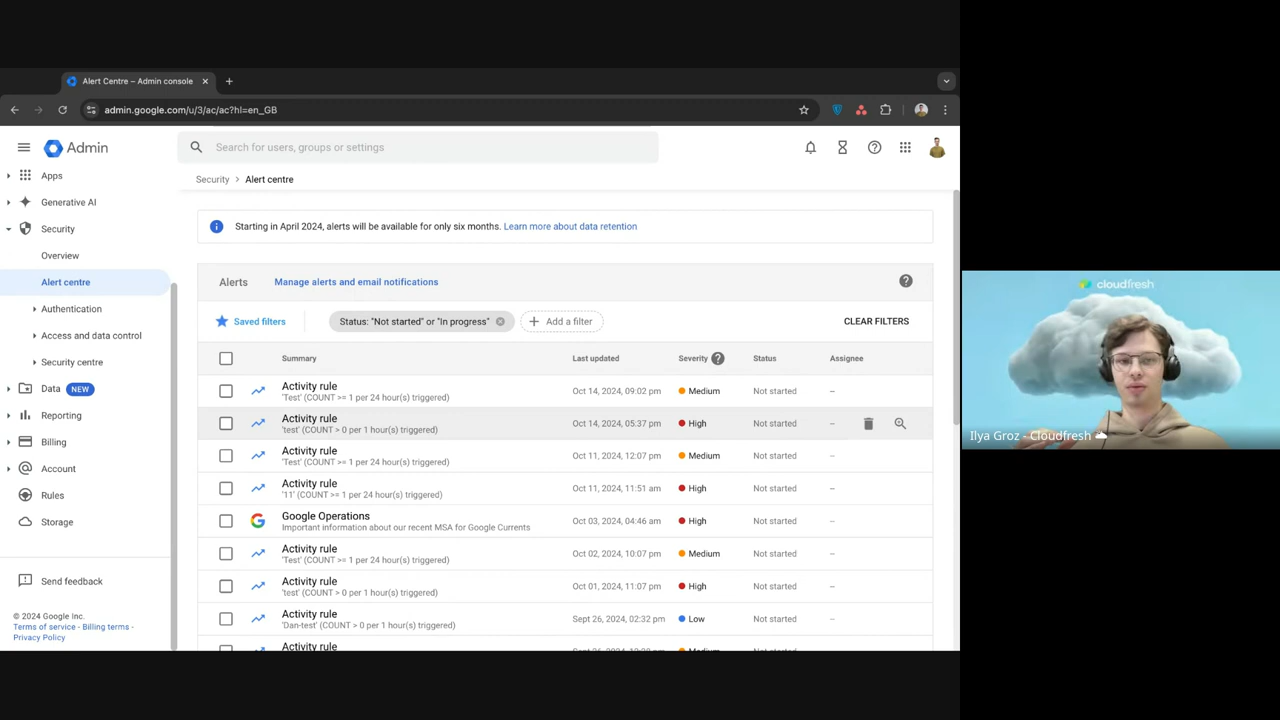 Alert Centre – Admin console
admin.google.com/u/3/ac/ac?hl=en_GB
Admin
Search for users, groups or settings
Apps
Generative AI
Security
Overview
Alert centre
Authentication
Access and data control
Security centre
Data NEW
Reporting
Billing
Account
Rules
Storage
Send feedback
© 2024 Google Inc.
Terms of service - Billing terms -
Privacy Policy
Security > Alert centre
Starting in April 2024, alerts will be available for only six months. Learn more about data retention
Alerts Manage alerts and email notifications
Saved filters Status: "Not started" or "In progress" Add a filter CLEAR FILTERS
Summary Last updated Severity Status Assignee
Activity rule
'Test' (COUNT >= 1 per 24 hour(s) triggered) Oct 14, 2024, 09:02 pm Medium Not started –
Activity rule
'test' (COUNT > 0 per 1 hour(s) triggered) Oct 14, 2024, 05:37 pm High Not started –
Activity rule
'Test' (COUNT >= 1 per 24 hour(s) triggered) Oct 11, 2024, 12:07 pm Medium Not started –
Activity rule
'11' (COUNT >= 1 per 24 hour(s) triggered) Oct 11, 2024, 11:51 am High Not started –
Google Operations
Important information about our recent MSA for Google Currents Oct 03, 2024, 04:46 am High Not started –
Activity rule
'Test' (COUNT >= 1 per 24 hour(s) triggered) Oct 02, 2024, 10:07 pm Medium Not started –
Activity rule
'test' (COUNT > 0 per 1 hour(s) triggered) Oct 01, 2024, 11:07 pm High Not started –
Activity rule
'Dan-test' (COUNT > 0 per 1 hour(s) triggered) Sept 26, 2024, 02:32 pm Low Not started –
Activity rule
cloudfresh
Ilya Groz - Cloudfresh